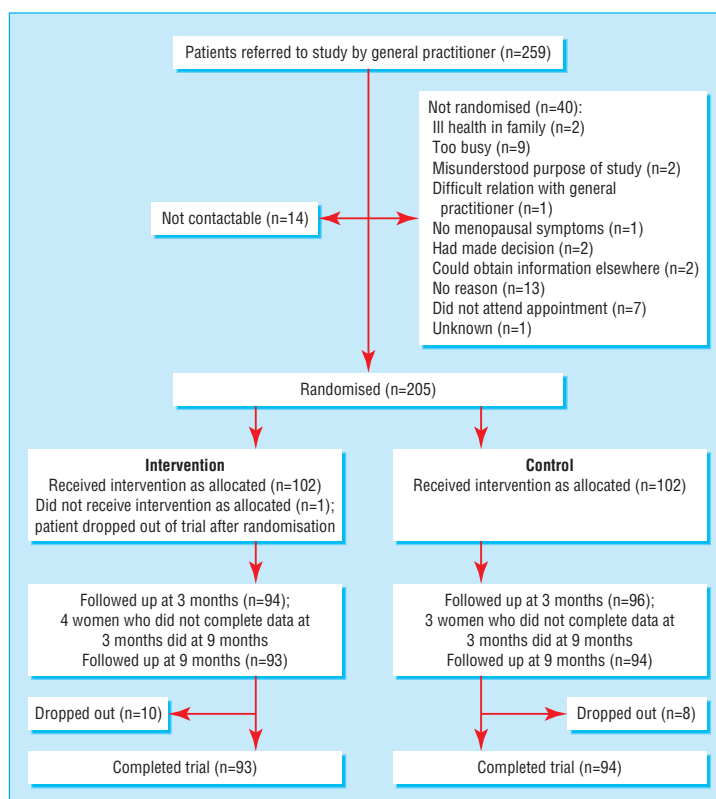 Patients referred to study by general practitioner (n=259)
Not randomised (n=40):
Ill health in family (n=2)
Too busy (n=9)
Misunderstood purpose of study (n=2)
Difficult relation with general
practitioner (n=1)
No menopausal symptoms (n=1)
Had made decision (n=2)
Could obtain information elsewhere (n=2)
No reason (n=13)
Did not attend appointment (n=7)
Unknown (n=1)
Not contactable (n=14)
Randomised (n=205)
Intervention
Received intervention as allocated (n=102)
Did not receive intervention as allocated (n=1);
patient dropped out of trial after randomisation
Control
Received intervention as allocated (n=102)
Followed up at 3 months (n=94);
4 women who did not complete data at
3 months did at 9 months
Followed up at 9 months (n=93)
Followed up at 3 months (n=96);
3 women who did not complete data at
3 months did at 9 months
Followed up at 9 months (n=94)
Dropped out (n=10)
Dropped out (n=8)
Completed trial (n=93)
Completed trial (n=94)